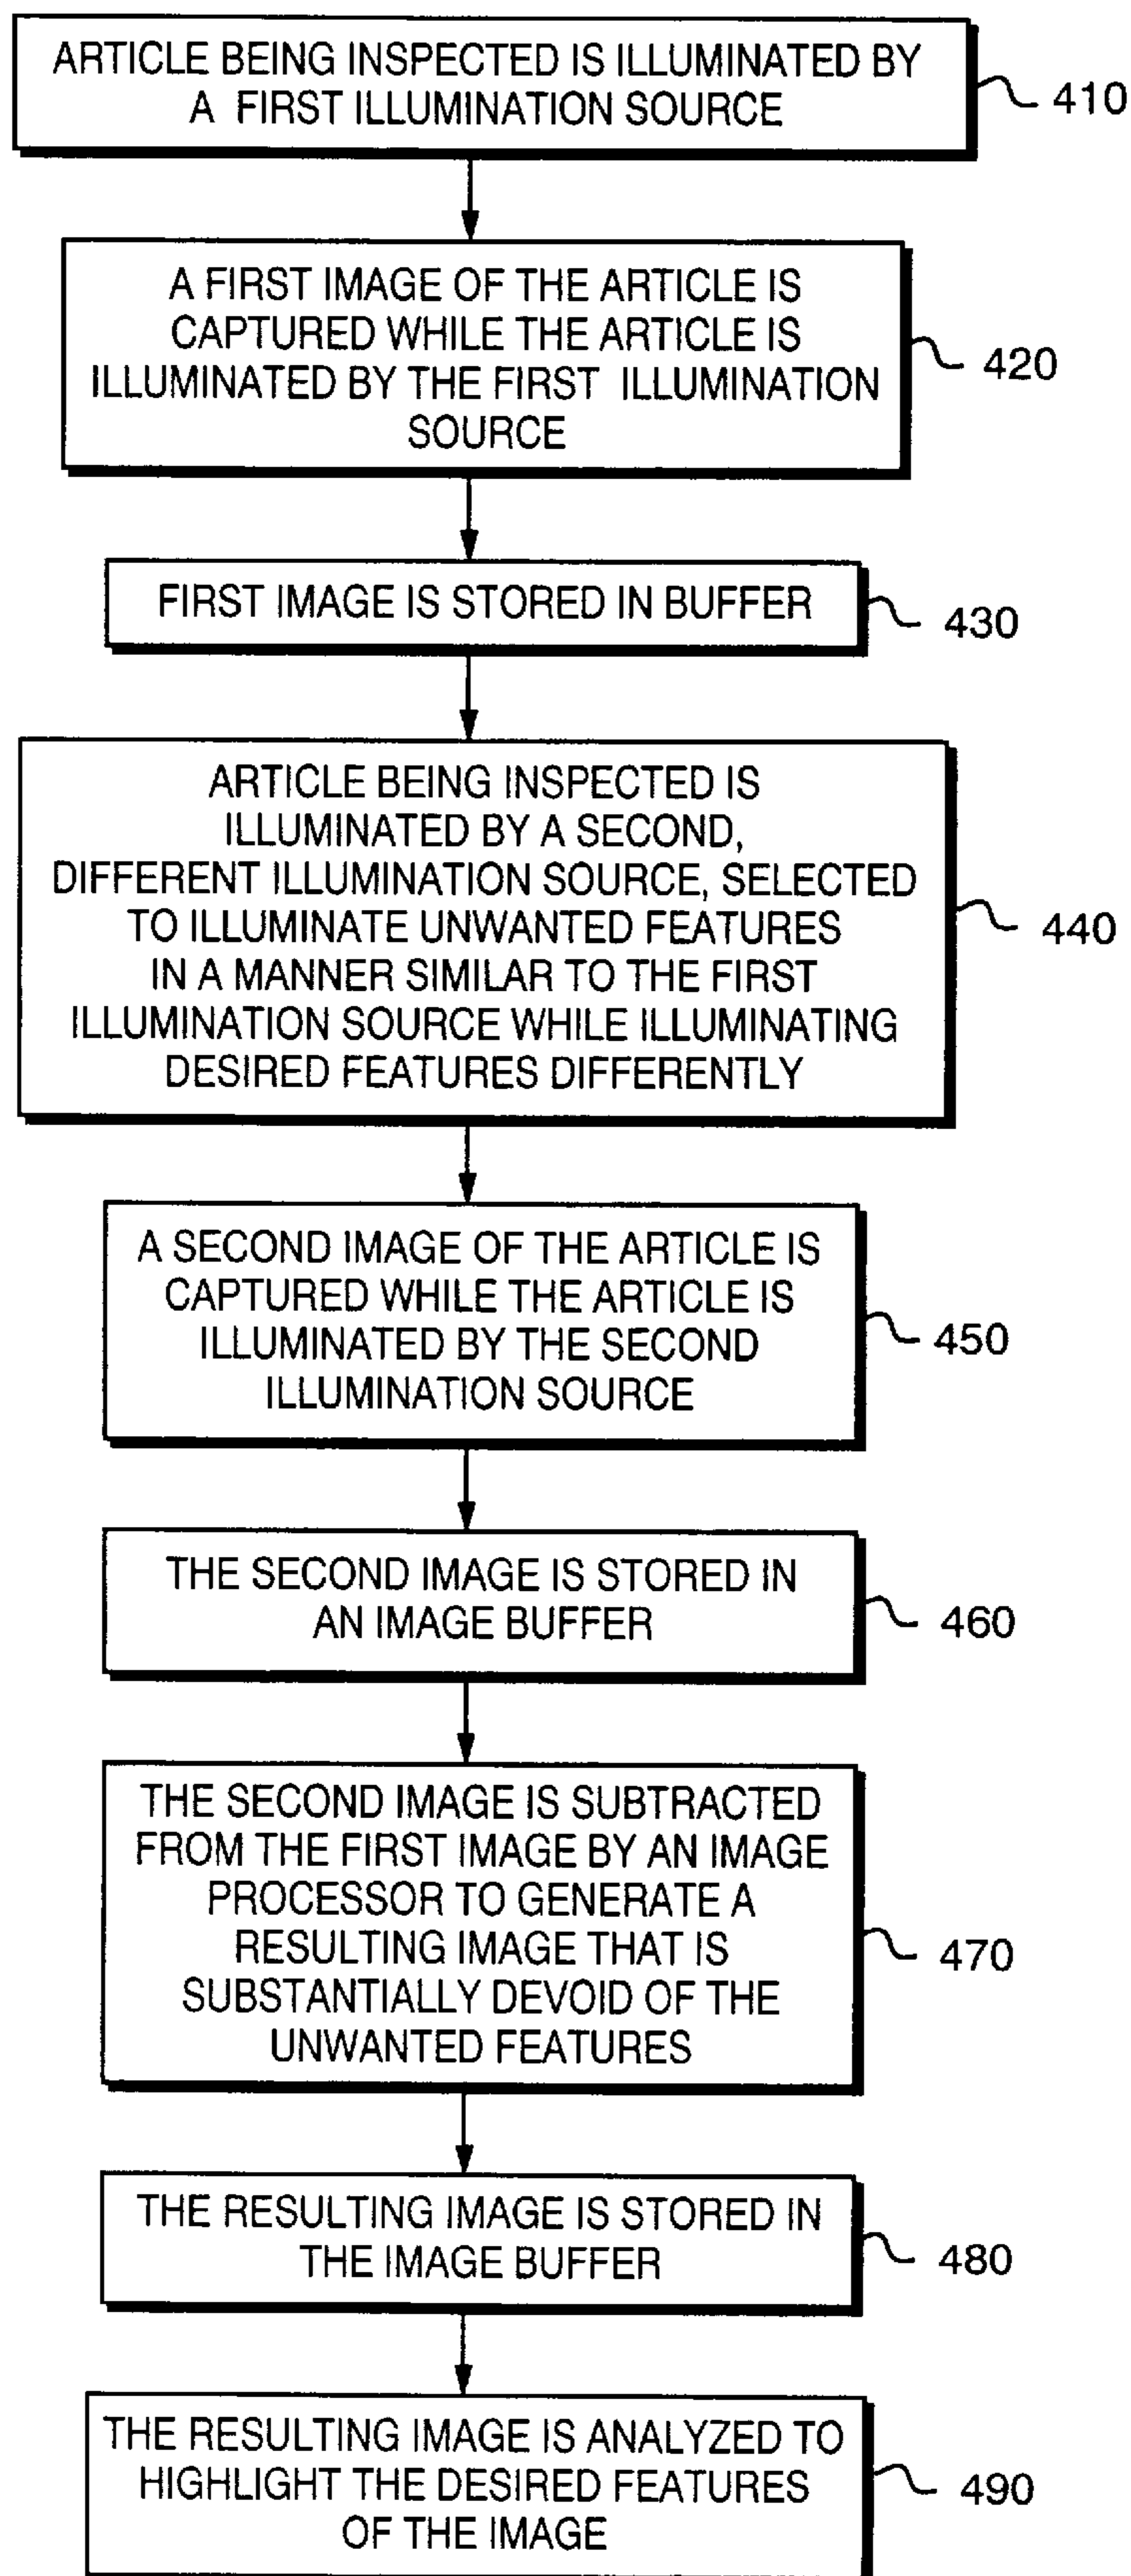 ARTICLE BEING INSPECTED IS ILLUMINATED BY
A FIRST ILLUMINATION SOURCE
410
A FIRST IMAGE OF THE ARTICLE IS
CAPTURED WHILE THE ARTICLE IS
ILLUMINATED BY THE FIRST ILLUMINATION
SOURCE
420
FIRST IMAGE IS STORED IN BUFFER
430
ARTICLE BEING INSPECTED IS
ILLUMINATED BY A SECOND,
DIFFERENT ILLUMINATION SOURCE, SELECTED
TO ILLUMINATE UNWANTED FEATURES
IN A MANNER SIMILAR TO THE FIRST
ILLUMINATION SOURCE WHILE ILLUMINATING
DESIRED FEATURES DIFFERENTLY
440
A SECOND IMAGE OF THE ARTICLE IS
CAPTURED WHILE THE ARTICLE IS
ILLUMINATED BY THE SECOND
ILLUMINATION SOURCE
450
THE SECOND IMAGE IS STORED IN
AN IMAGE BUFFER
460
THE SECOND IMAGE IS SUBTRACTED
FROM THE FIRST IMAGE BY AN IMAGE
PROCESSOR TO GENERATE A
RESULTING IMAGE THAT IS
SUBSTANTIALLY DEVOID OF THE
UNWANTED FEATURES
470
THE RESULTING IMAGE IS STORED IN
THE IMAGE BUFFER
480
THE RESULTING IMAGE IS ANALYZED TO
HIGHLIGHT THE DESIRED FEATURES
OF THE IMAGE
490